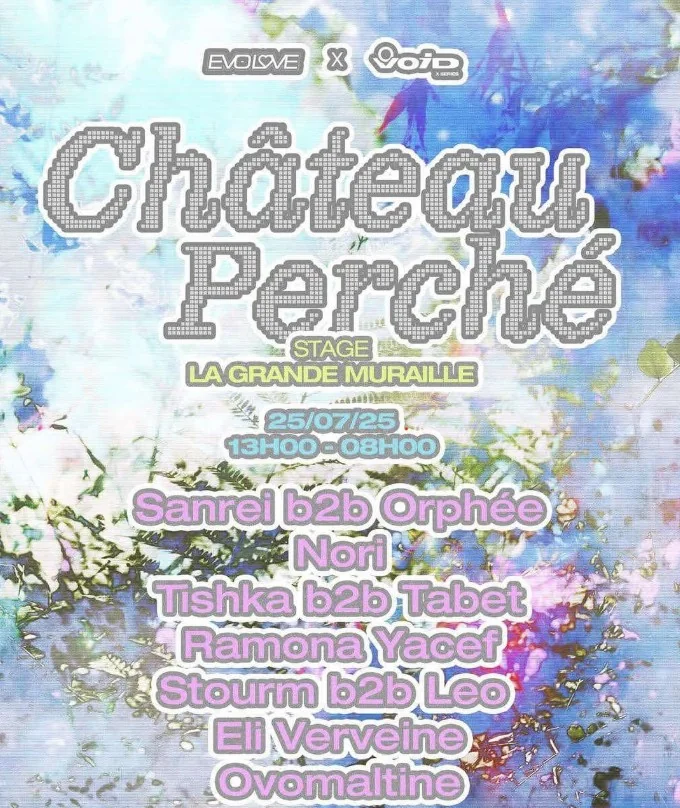 EVOLOVE X VOID
X SERIES
Château
Perché
STAGE
LA GRANDE MURAILLE
25/07/25
13H00 - 08H00
Sanrei b2b Orphée
Nori
Tishka b2b Tabet
Ramona Yacef
Stourm b2b Leo
Eli Verveine
Ovomaltine